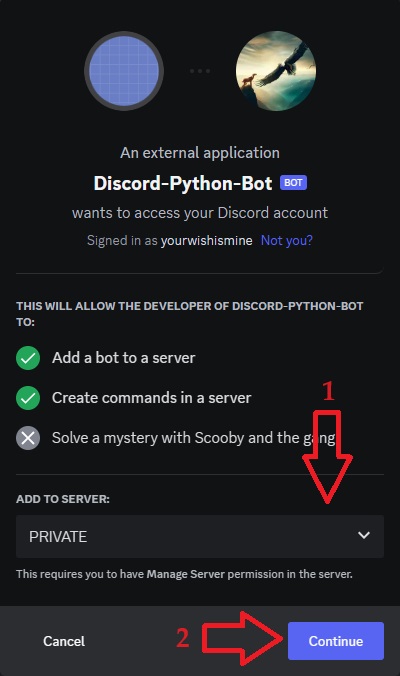 An external application
Discord-Python-Bot BOT
wants to access your Discord account
Signed in as yourwishismine Not you?
THIS WILL ALLOW THE DEVELOPER OF DISCORD-PYTHON-BOT
TO:
Add a bot to a server
Create commands in a server
1
Solve a mystery with Scooby and the gang
ADD TO SERVER:
PRIVATE
This requires you to have Manage Server permission in the server.
Cancel
2
Continue